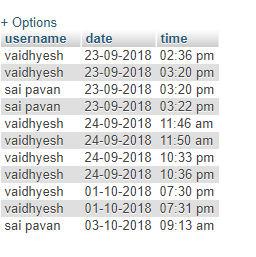 + Options
username date time
vaidhyesh 23-09-2018 02:36 pm
vaidhyesh 23-09-2018 03:20 pm
sai pavan 23-09-2018 03:20 pm
sai pavan 23-09-2018 03:22 pm
vaidhyesh 24-09-2018 11:46 am
vaidhyesh 24-09-2018 11:50 am
vaidhyesh 24-09-2018 10:33 pm
vaidhyesh 24-09-2018 10:36 pm
vaidhyesh 01-10-2018 07:30 pm
vaidhyesh 01-10-2018 07:31 pm
sai pavan 03-10-2018 09:13 am